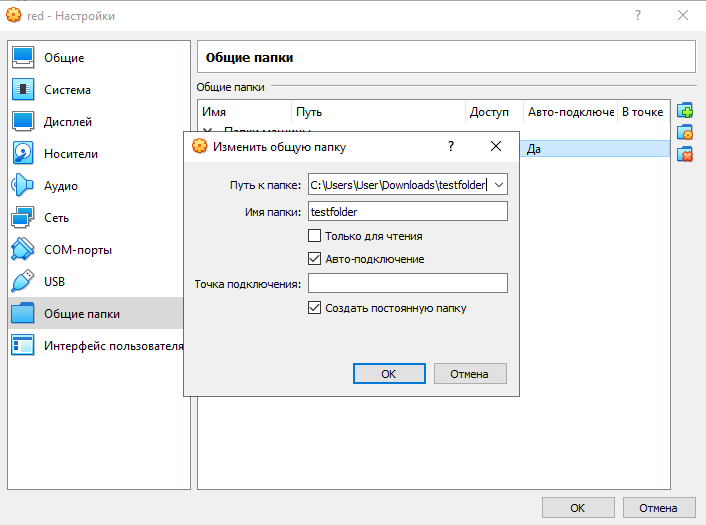 red - Настройки
Общие
Система
Дисплей
Носители
Аудио
Сеть
COM-порты
USB
Общие папки
Интерфейс пользователя
Общие папки
Общие папки
Имя Путь Доступ Авто-подключе В точке
Папки машины
Да
Изменить общую папку
Путь к папке: C:\Users\User\Downloads\testfolder
Имя папки: testfolder
Только для чтения
Авто-подключение
Точка подключения:
Создать постоянную папку
OK Отмена
OK Отмена